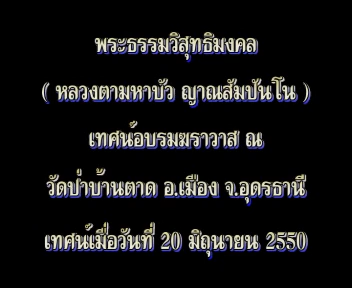 พระธรรมวิสุทธิมงคล
( หลวงตามหาบัว ญาณสัมปันโน )
เทศน์อบรมฆราวาส ณ
วัดป่าบ้านตาด อ.เมือง จ.อุดรธานี
เทศน์เมื่อวันที่ 20 มิถุนายน 2550